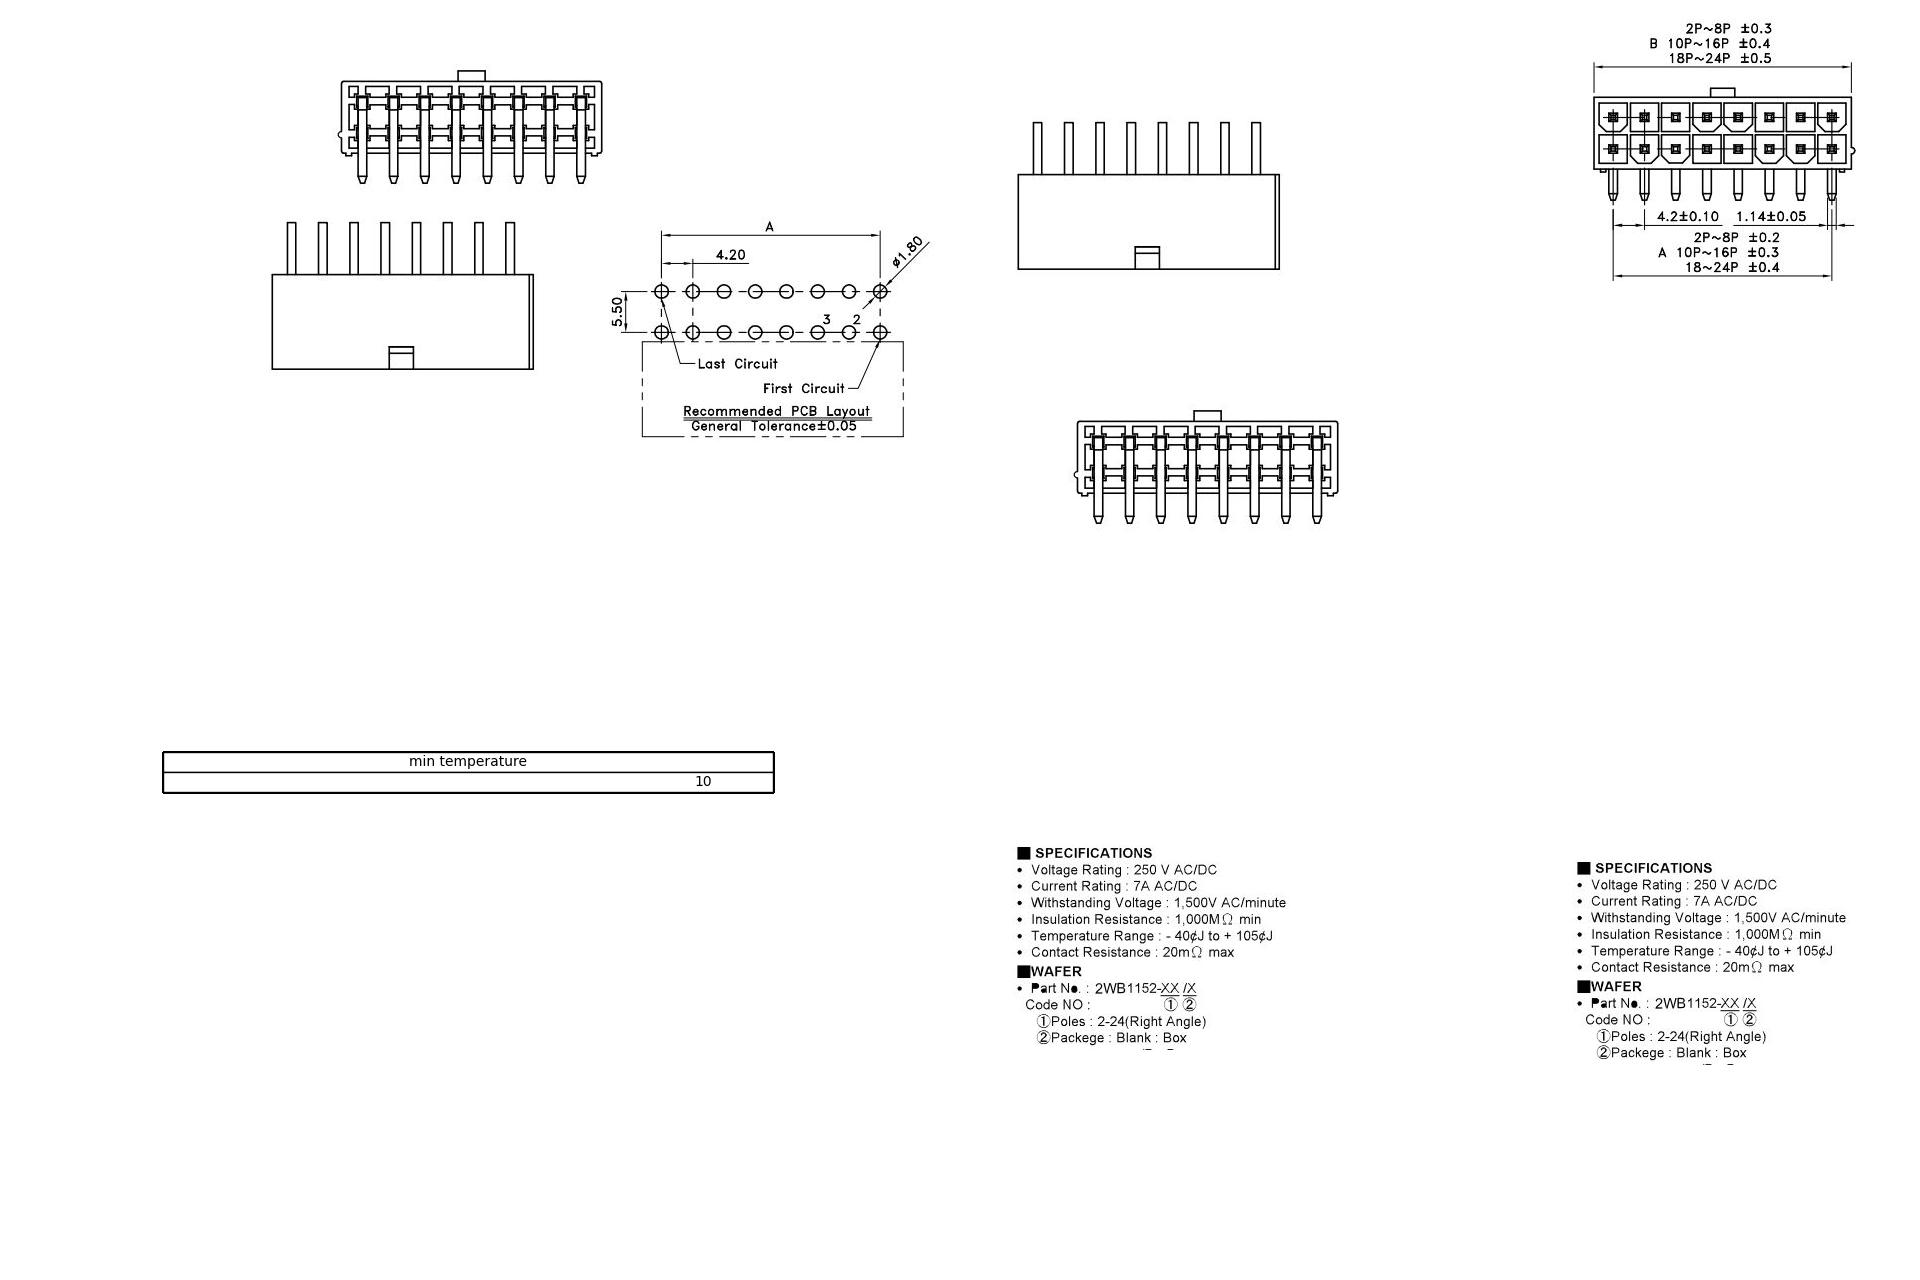 2P~8P ±0.3
B 10P~16P ±0.4
18P~24P ±0.5
4.2±0.10 1.14±0.05
2P~8P ±0.2
A 10P~16P ±0.3
18~24P ±0.4
A
4.20
ø1.80
5.50
3 2
Last Circuit
First Circuit
Recommended PCB Layout
General Tolerance±0.05
min temperature
10
■ SPECIFICATIONS
• Voltage Rating : 250 V AC/DC
• Current Rating : 7A AC/DC
• Withstanding Voltage : 1,500V AC/minute
• Insulation Resistance : 1,000MΩ min
• Temperature Range : - 40¢J to + 105¢J
• Contact Resistance : 20mΩ max
■WAFER
• Part No. : 2WB1152-XX /X
Code NO : ① ②
①Poles : 2-24(Right Angle)
②Packege : Blank : Box
■ SPECIFICATIONS
• Voltage Rating : 250 V AC/DC
• Current Rating : 7A AC/DC
• Withstanding Voltage : 1,500V AC/minute
• Insulation Resistance : 1,000MΩ min
• Temperature Range : - 40¢J to + 105¢J
• Contact Resistance : 20mΩ max
■WAFER
• Part No. : 2WB1152-XX /X
Code NO : ① ②
①Poles : 2-24(Right Angle)
②Packege : Blank : Box